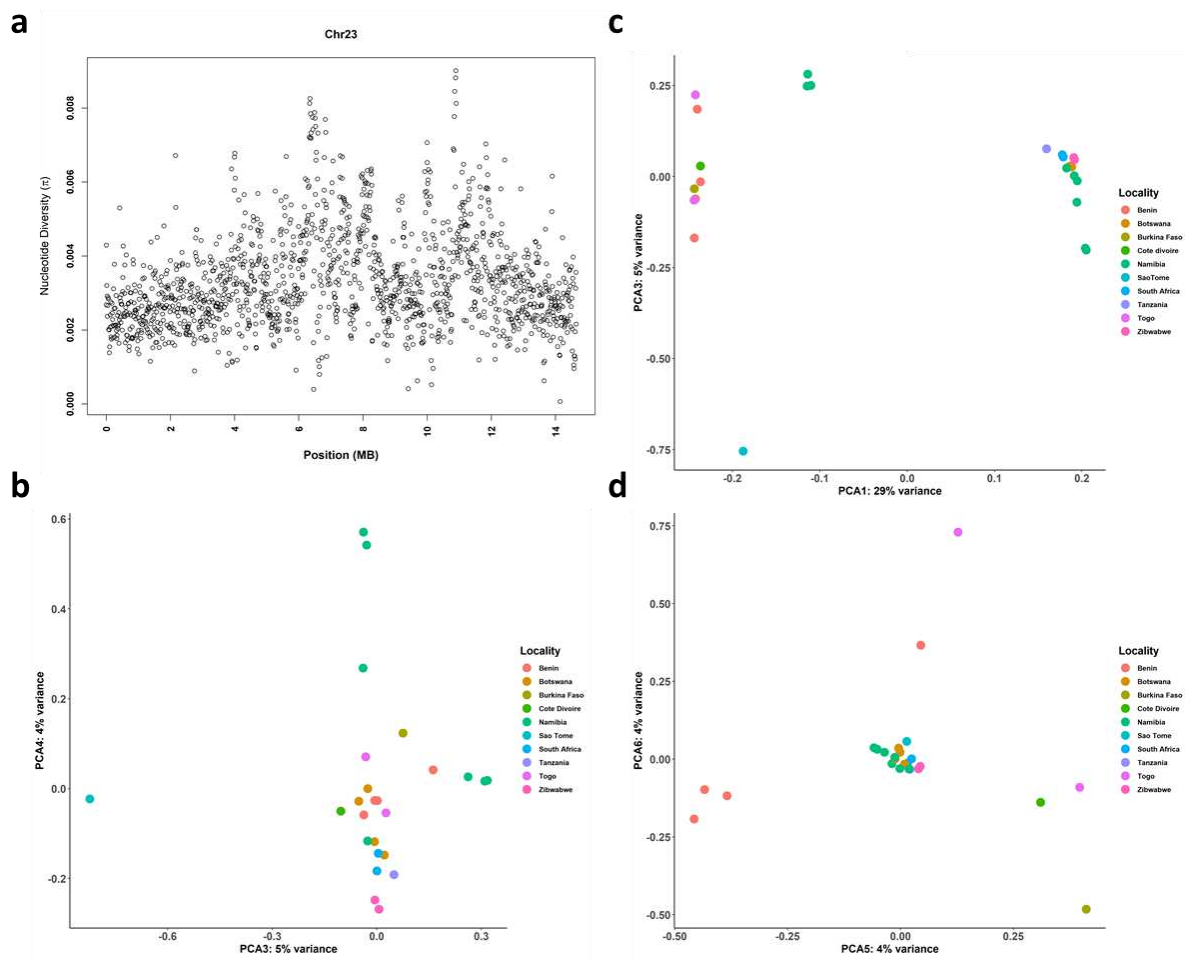 a
Chr23
Nucleotide Diversity (π)
0.008
0.006
0.004
0.002
0.000
0
2
4
6
8
10
12
14
Position (MB)
c
PCA3: 5% variance
0.25
0.00
-0.25
-0.50
-0.75
-0.2
-0.1
0.0
0.1
0.2
PCA1: 29% variance
Locality
Benin
Botswana
Burkina Faso
Cote divoire
Namibia
SaoTome
South Africa
Tanzania
Togo
Zibwabwe
b
PCA4: 4% variance
0.6
0.4
0.2
0.0
-0.2
-0.6
-0.3
0.0
0.3
PCA3: 5% variance
Locality
Benin
Botswana
Burkina Faso
Cote Divoire
Namibia
Sao Tome
South Africa
Tanzania
Togo
Zibwabwe
d
PCA6: 4% variance
0.75
0.50
0.25
0.00
-0.25
-0.50
-0.50
-0.25
0.00
0.25
PCA5: 4% variance
Locality
Benin
Botswana
Burkina Faso
Cote Divoire
Namibia
Sao Tome
South Africa
Tanzania
Togo
Zibwabwe